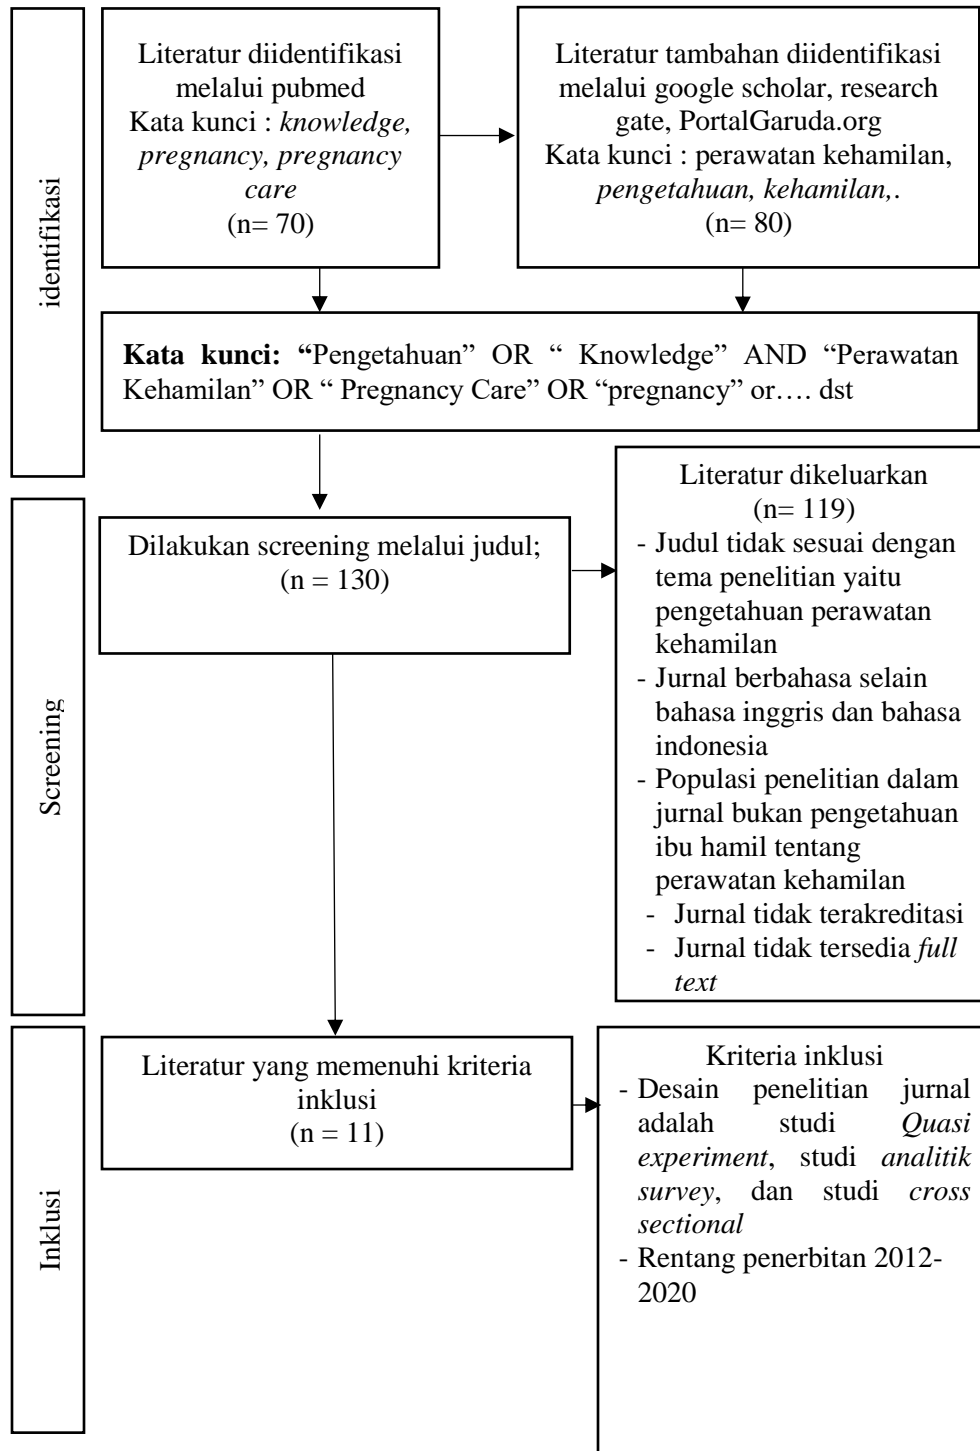 identifikasi
Literatur diidentifikasi
melalui pubmed
Kata kunci : knowledge,
pregnancy, pregnancy
care
(n= 70)
Literatur tambahan diidentifikasi
melalui google scholar, research
gate, PortalGaruda.org
Kata kunci : perawatan kehamilan,
pengetahuan, kehamilan,.
(n= 80)
Kata kunci: “Pengetahuan” OR “ Knowledge” AND “Perawatan
Kehamilan” OR “ Pregnancy Care” OR “pregnancy” or…. dst
Screening
Dilakukan screening melalui judul;
(n = 130)
Literatur dikeluarkan
(n= 119)
- Judul tidak sesuai dengan
tema penelitian yaitu
pengetahuan perawatan
kehamilan
- Jurnal berbahasa selain
bahasa inggris dan bahasa
indonesia
- Populasi penelitian dalam
jurnal bukan pengetahuan
ibu hamil tentang
perawatan kehamilan
- Jurnal tidak terakreditasi
- Jurnal tidak tersedia full
text
Inklusi
Literatur yang memenuhi kriteria
inklusi
(n = 11)
Kriteria inklusi
- Desain penelitian jurnal
adalah studi Quasi
experiment, studi analitik
survey, dan studi cross
sectional
- Rentang penerbitan 2012-
2020